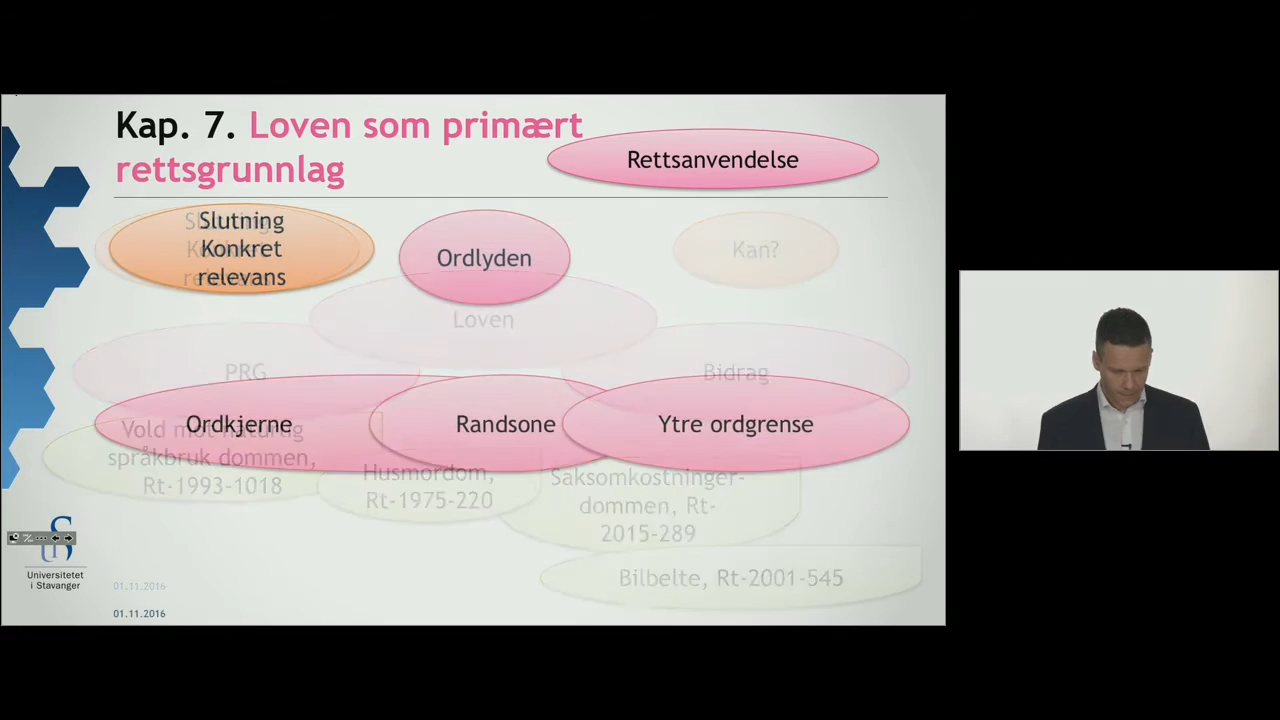 Kap. 7. Loven som primært
rettsgrunnlag
Rettsanvendelse
Slutning
Konkret
relevans
Ordlyden
Kan?
Loven
PRG
Bidrag
Ordkjerne
Randsone
Ytre ordgrense
Vold mot naturlig
språkbruk dommen,
Rt-1993-1018
Husmordom,
Rt-1975-220
Saksomkostninger-
dommen, Rt-
2015-289
Bilbelte, Rt-2001-545
Universitetet
i Stavanger
01.11.2016
01.11.2016